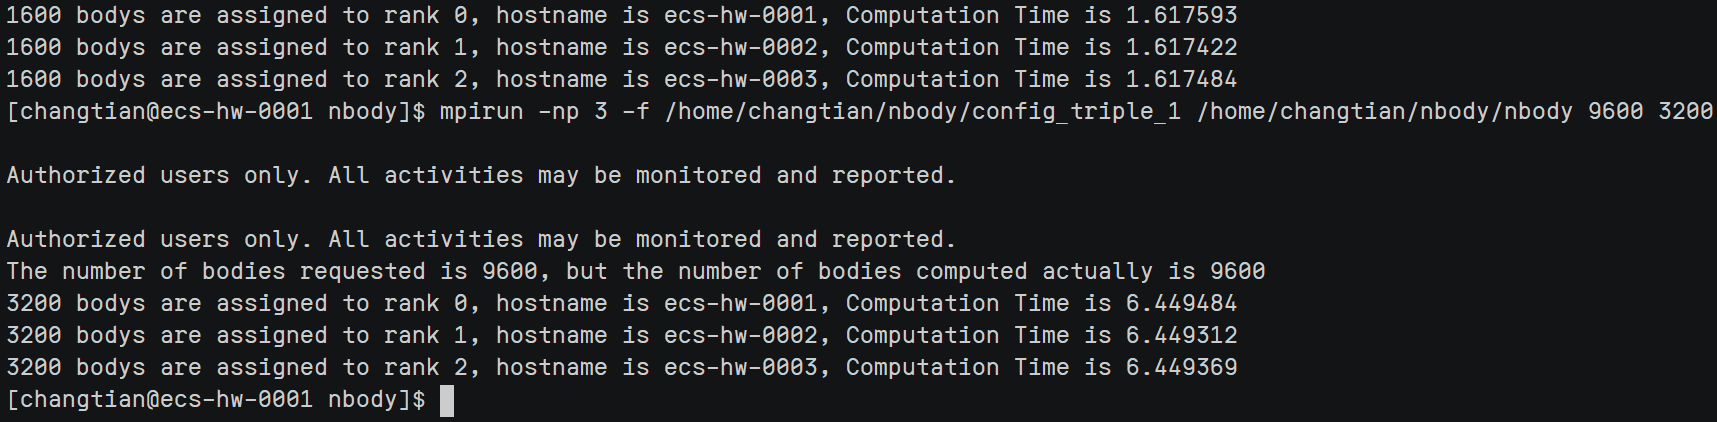 1600 bodys are assigned to rank 0, hostname is ecs-hw-0001, Computation Time is 1.617593
1600 bodys are assigned to rank 1, hostname is ecs-hw-0002, Computation Time is 1.617422
1600 bodys are assigned to rank 2, hostname is ecs-hw-0003, Computation Time is 1.617484
[changtian@ecs-hw-0001 nbody]$ mpirun -np 3 -f /home/changtian/nbody/config_triple_1 /home/changtian/nbody/nbody 9600 3200
Authorized users only. All activities may be monitored and reported.
Authorized users only. All activities may be monitored and reported.
The number of bodies requested is 9600, but the number of bodies computed actually is 9600
3200 bodys are assigned to rank 0, hostname is ecs-hw-0001, Computation Time is 6.449484
3200 bodys are assigned to rank 1, hostname is ecs-hw-0002, Computation Time is 6.449312
3200 bodys are assigned to rank 2, hostname is ecs-hw-0003, Computation Time is 6.449369
[changtian@ecs-hw-0001 nbody]$